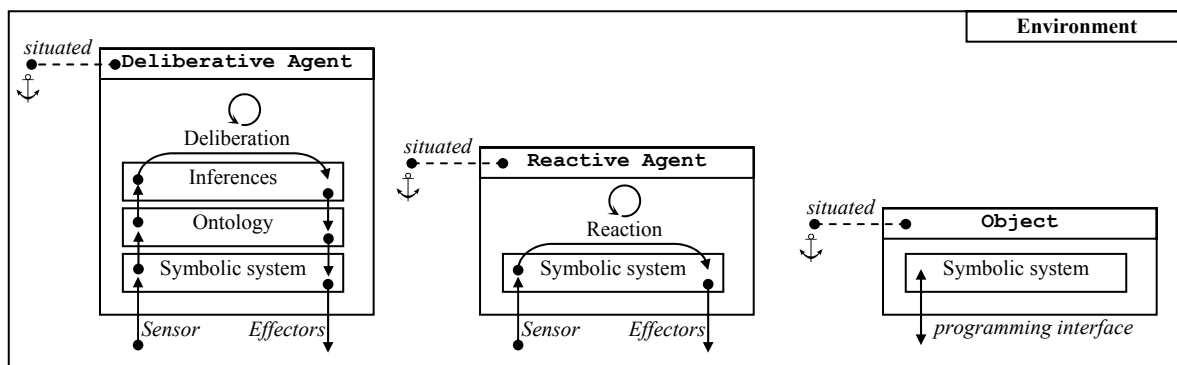 Environment
situated
Deliberative Agent
Deliberation
Inferences
Ontology
Symbolic system
Sensor
Effectors
situated
Reactive Agent
Reaction
Symbolic system
Sensor
Effectors
situated
Object
Symbolic system
programming interface